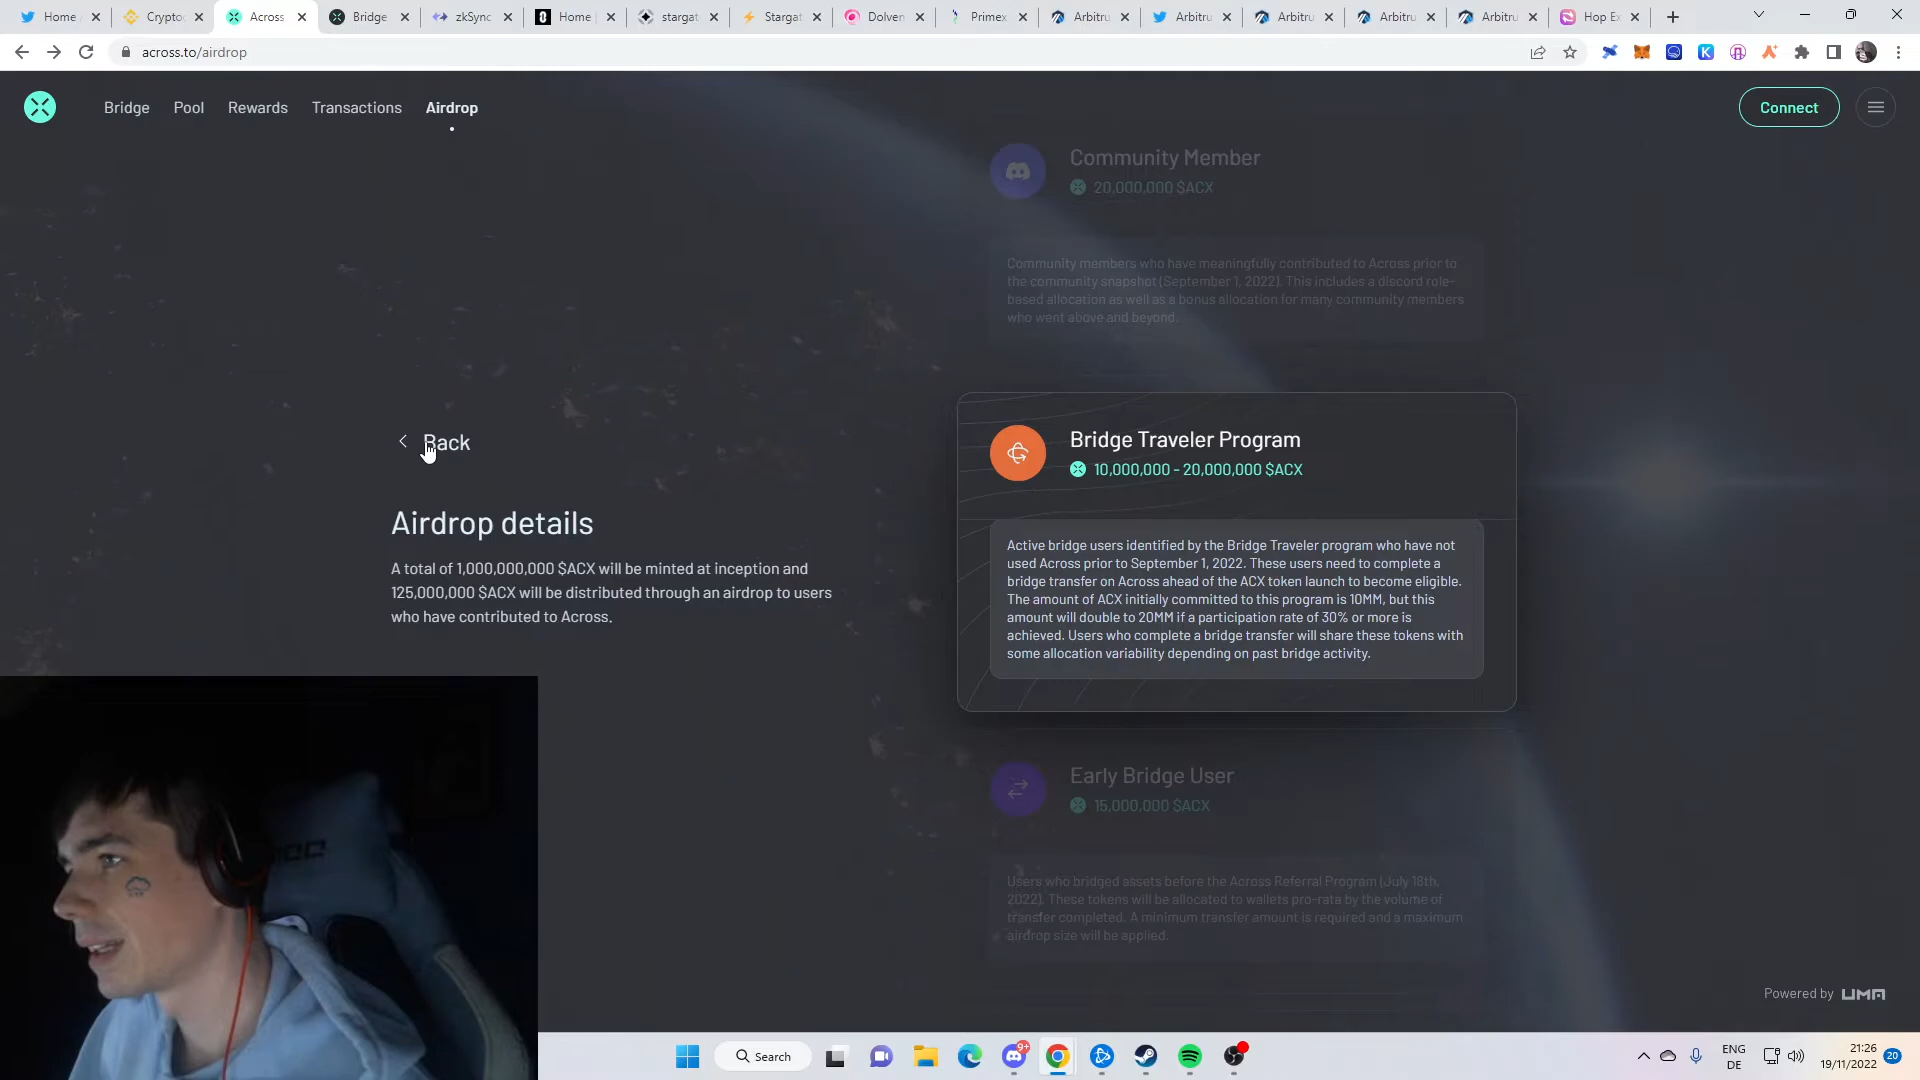 Home
Cryptoc
Across
Bridge
zkSync
Home
stargat
Stargat
Dolven
Primex
Arbitru
Arbitru
Arbitru
Arbitru
Arbitru
Hop Ex
across.to/airdrop
Bridge
Pool
Rewards
Transactions
Airdrop
Connect
Community Member
20,000,000 $ACX
Community members who have meaningfully contributed to Across prior to
the community snapshot (September 1, 2022). This includes a discord role-
based allocation as well as a bonus allocation for many community members
who went above and beyond.
Back
Airdrop details
A total of 1,000,000,000 $ACX will be minted at inception and
125,000,000 $ACX will be distributed through an airdrop to users
who have contributed to Across.
Bridge Traveler Program
10,000,000 - 20,000,000 $ACX
Active bridge users identified by the Bridge Traveler program who have not
used Across prior to September 1, 2022. These users need to complete a
bridge transfer on Across ahead of the ACX token launch to become eligible.
The amount of ACX initially committed to this program is 10MM, but this
amount will double to 20MM if a participation rate of 30% or more is
achieved. Users who complete a bridge transfer will share these tokens with
some allocation variability depending on past bridge activity.
Early Bridge User
15,000,000 $ACX
Users who bridged assets before the Across Referral Program (July 18th,
2022). These tokens will be allocated to wallets pro-rata by the volume of
transfer completed. A minimum transfer amount is required and a maximum
airdrop size will be applied.
Powered by UMA
Search
9+
ENG
DE
21:26
19/11/2022
20